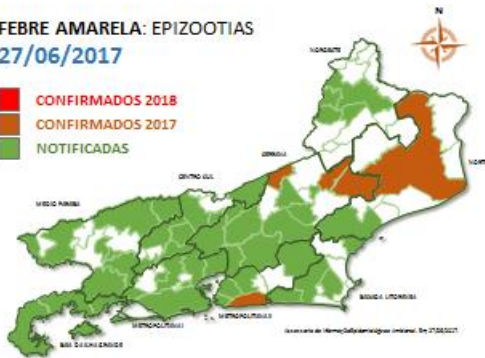 FEBRE AMARELA: EPIZOOTIAS
27/06/2017
N
NOROESTE
CONFIRMADOS 2018
CONFIRMADOS 2017
NOTIFICADAS
SERRANA
NORTE
CENTRO SUL
MEDIO PARAIBA
BAIXADA LITORANEA
METROPOLITANA I
METROPOLITANA II
BAIA DA ILHA GRANDE